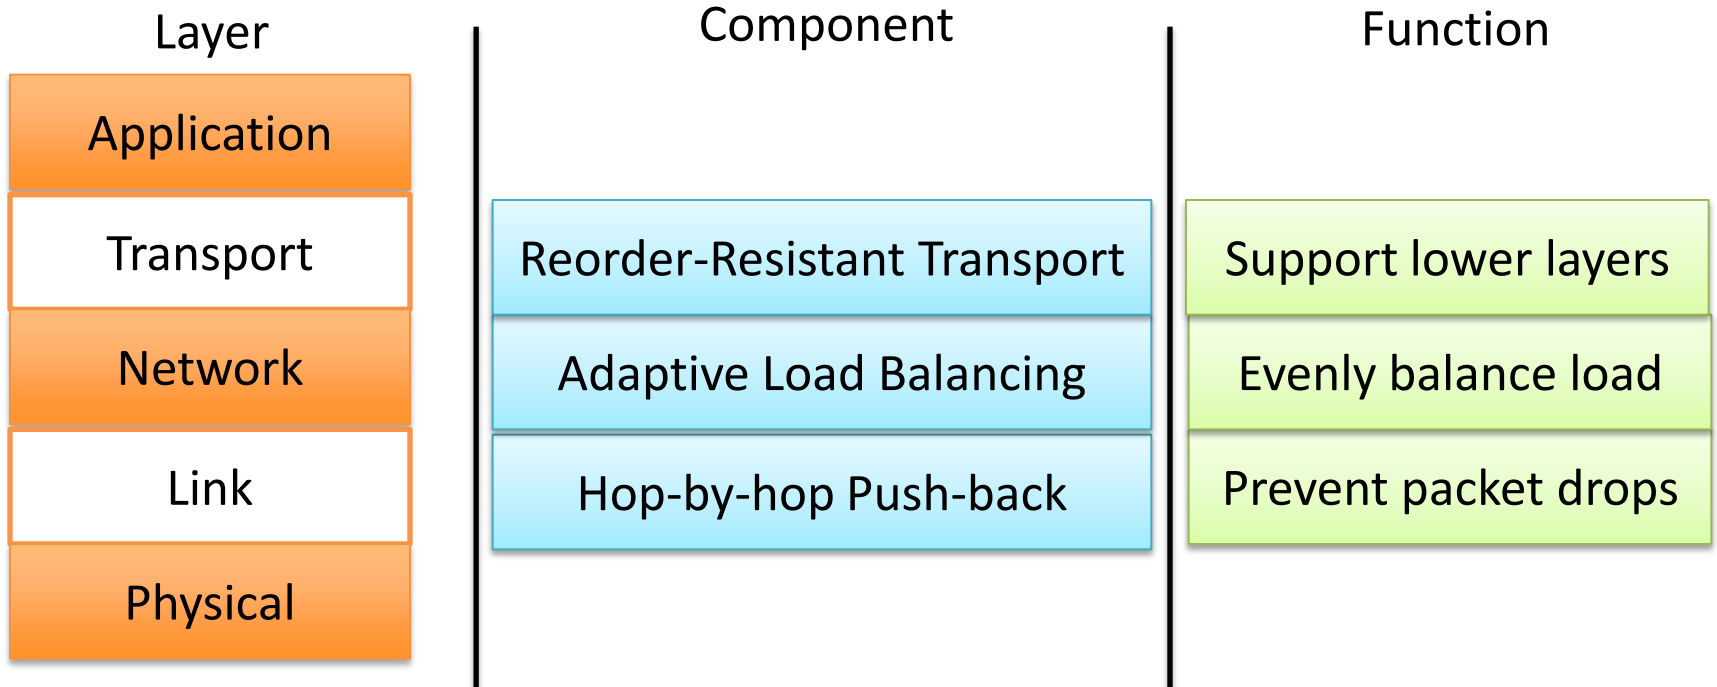 Layer
Component
Function
Application
Transport
Reorder-Resistant Transport
Support lower layers
Network
Adaptive Load Balancing
Evenly balance load
Link
Hop-by-hop Push-back
Prevent packet drops
Physical